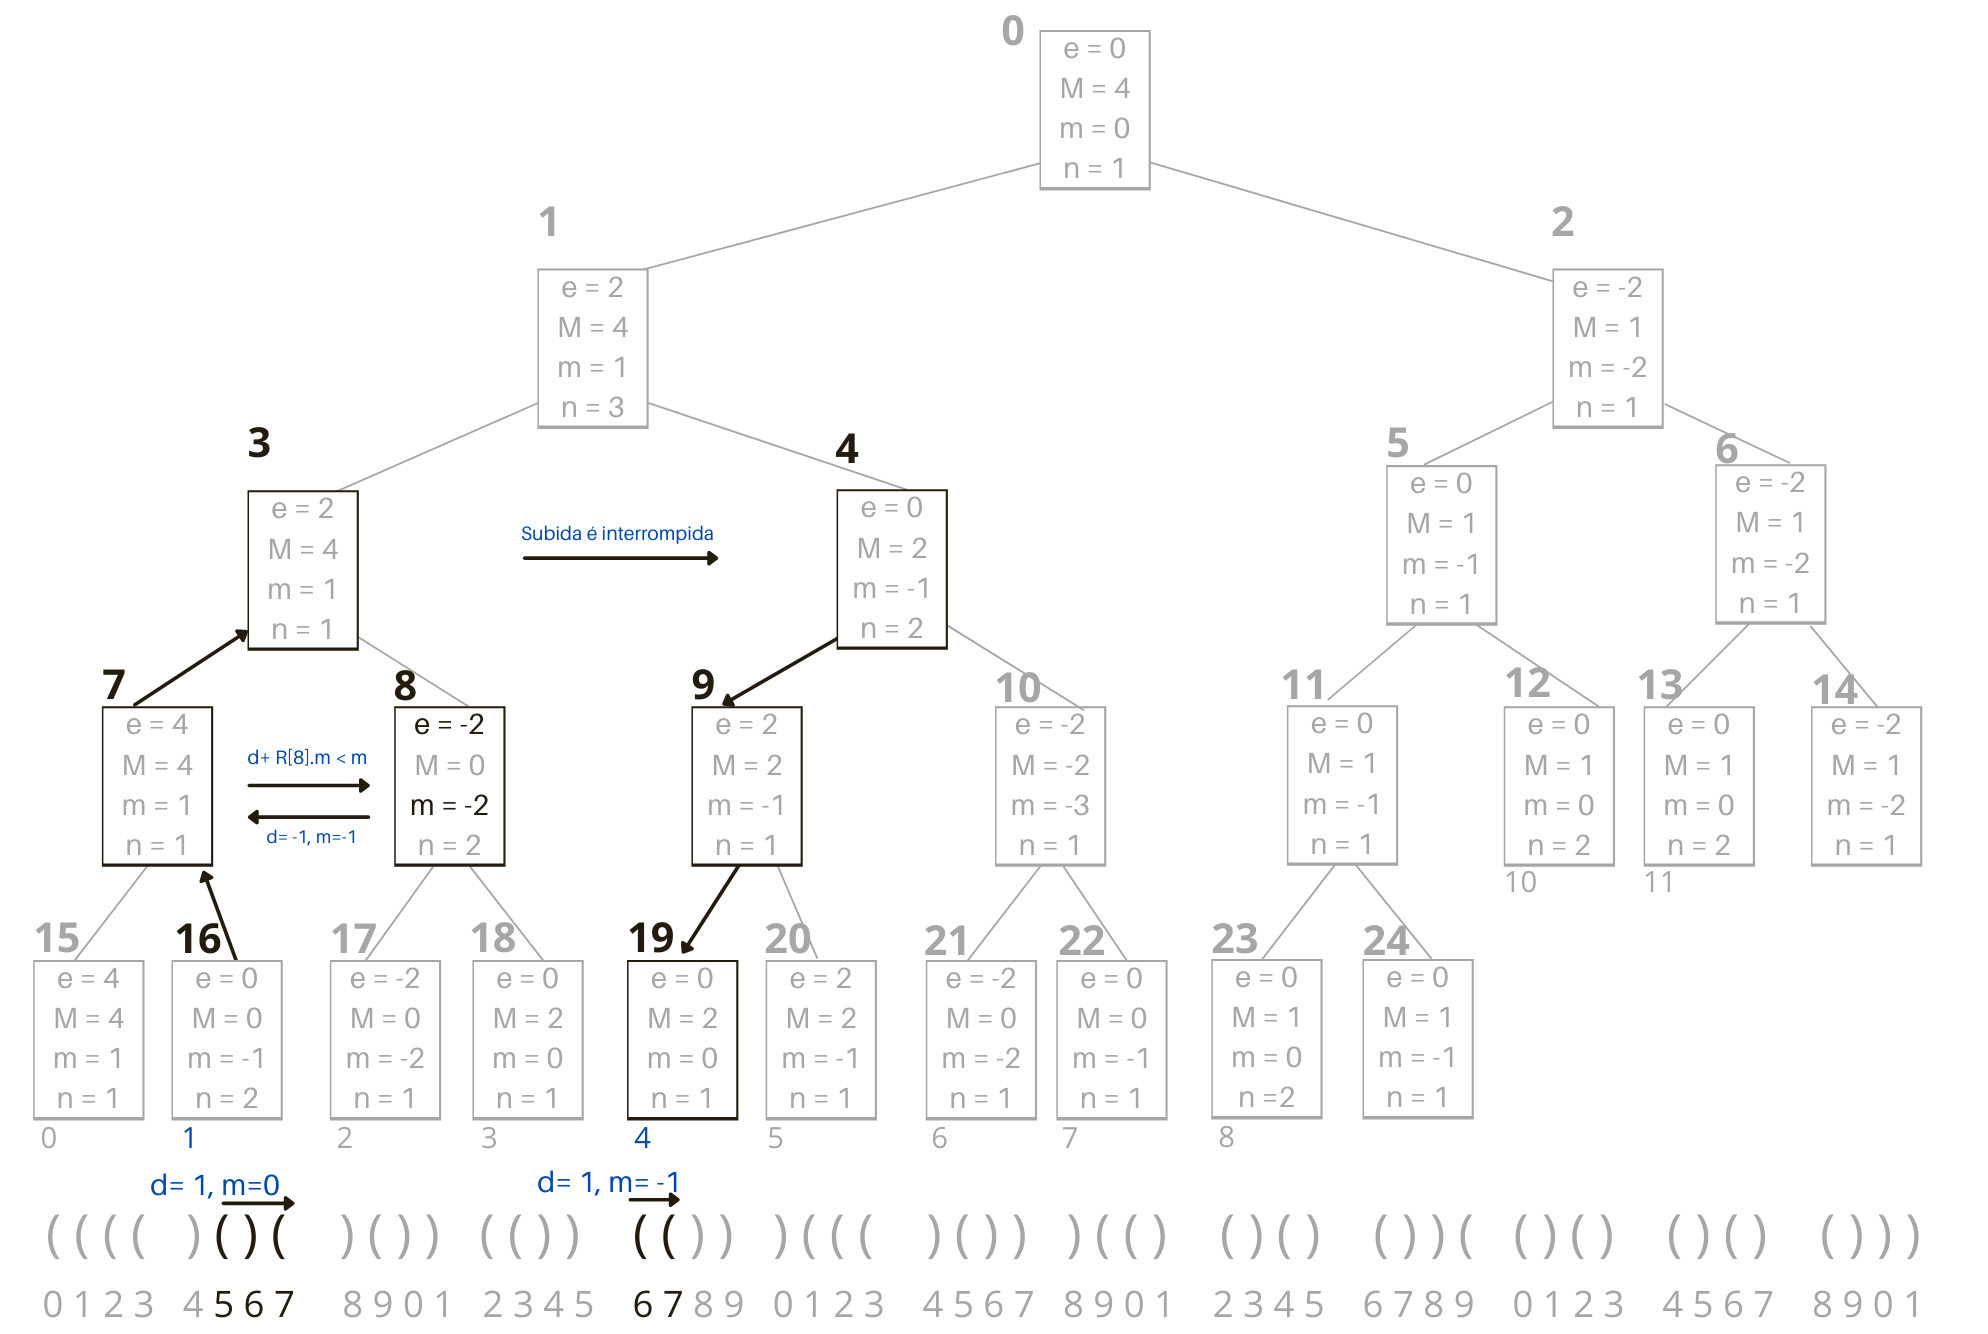 0
e = 0
M = 4
m = 0
n = 1
1
e = 2
M = 4
m = 1
n = 3
2
e = -2
M = 1
m = -2
n = 1
3
e = 2
M = 4
m = 1
n = 1
Subida é interrompida
4
e = 0
M = 2
m = -1
n = 2
5
e = 0
M = 1
m = -1
n = 1
6
e = -2
M = 1
m = -2
n = 1
7
e = 4
M = 4
m = 1
n = 1
d+ R[8].m < m
d= -1, m=-1
8
e = -2
M = 0
m = -2
n = 2
9
e = 2
M = 2
m = -1
n = 1
10
e = -2
M = -2
m = -3
n = 1
11
e = 0
M = 1
m = -1
n = 1
12
e = 0
M = 1
m = 0
n = 2
10
13
e = 0
M = 1
m = 0
n = 2
11
14
e = -2
M = 1
m = -2
n = 1
15
e = 4
M = 4
m = 1
n = 1
0
16
e = 0
M = 0
m = -1
n = 2
1
17
e = -2
M = 0
m = -2
n = 1
2
18
e = 0
M = 2
m = 0
n = 1
3
19
e = 0
M = 2
m = 0
n = 1
4
20
e = 2
M = 2
m = -1
n = 1
5
21
e = -2
M = 0
m = -2
n = 1
6
22
e = 0
M = 0
m = -1
n = 1
7
23
e = 0
M = 1
m = 0
n =2
8
24
e = 0
M = 1
m = -1
n = 1
d= 1, m=0
d= 1, m= -1
( ( ( ( ) ( ) ( ) ( ) ) ( ( ) ) ( ( ) ) ) ( ( ( ) ( ) ) ) ( ( ) ( ) ( ) ( ) ) ( ( ) ( ) ( ) ( ) ( ) ) )
0 1 2 3 4 5 6 7 8 9 0 1 2 3 4 5 6 7 8 9 0 1 2 3 4 5 6 7 8 9 0 1 2 3 4 5 6 7 8 9 0 1 2 3 4 5 6 7 8 9 0 1